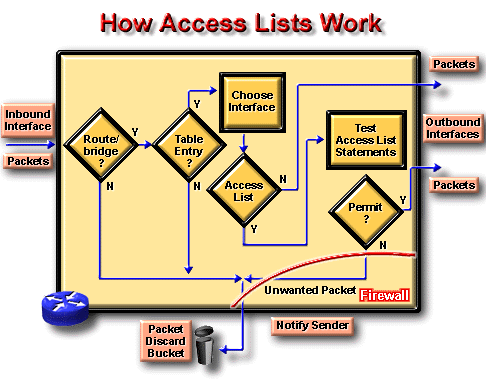 How Access Lists Work
Packets
Inbound
Interface
Packets
Choose
Interface
Y
Route/
bridge
?
Y
N
Table
Entry
?
N
Access
List
N
Y
Test
Access List
Statements
Outbound
Interfaces
Packets
Permit
?
Y
N
Unwanted Packet
Firewall
Notify Sender
Packet
Discard
Bucket